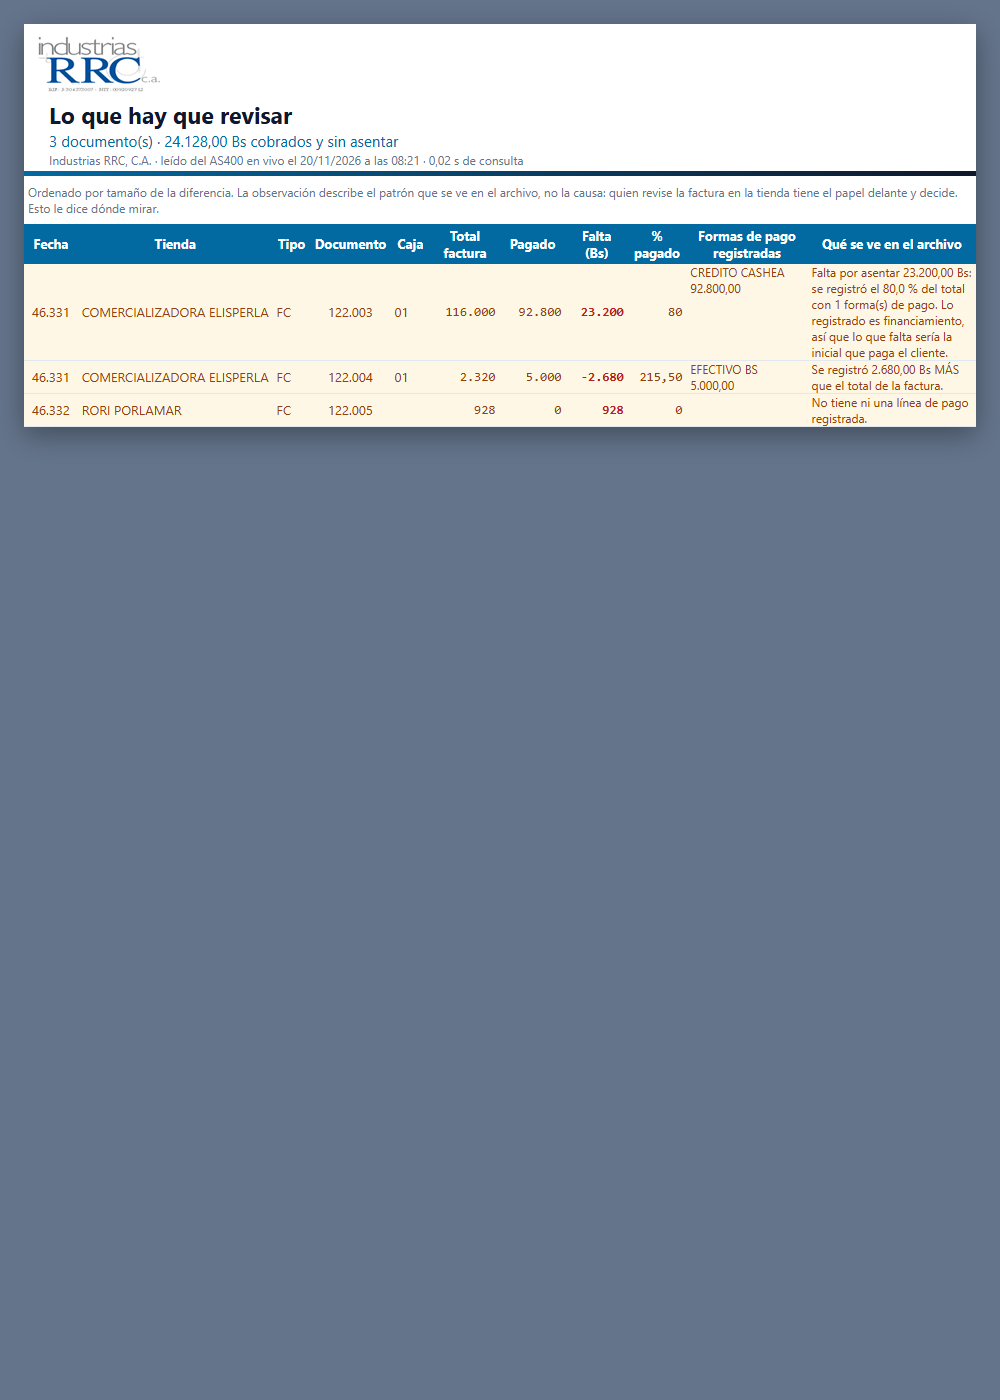 industrias
RRC c.a.
Lo que hay que revisar
3 documento(s) · 24.128,00 Bs cobrados y sin asentar
Industrias RRC, C.A. · leído del AS400 en vivo el 20/11/2026 a las 08:21 · 0,02 s de consulta
Ordenado por tamaño de la diferencia. La observación describe el patrón que se ve en el archivo, no la causa: quien revise la factura en la tienda tiene el papel delante y decide.
Esto le dice dónde mirar.
Fecha Tienda Tipo Documento Caja Total factura Pagado Falta (Bs) % pagado Formas de pago registradas Qué se ve en el archivo
46.331 COMERCIALIZADORA ELISPERLA FC 122.003 01 116.000 92.800 23.200 80
CREDITO CASHEA
92.800,00
Falta por asentar 23.200,00 Bs:
se registró el 80,0 % del total
con 1 forma(s) de pago. Lo
registrado es financiamiento,
así que lo que falta sería la
inicial que paga el cliente.
46.331 COMERCIALIZADORA ELISPERLA FC 122.004 01 2.320 5.000 -2.680 215,50
EFECTIVO BS
5.000,00
Se registró 2.680,00 Bs MÁS
que el total de la factura.
46.332 RORI PORLAMAR FC 122.005 928 0 928 0
No tiene ni una línea de pago
registrada.